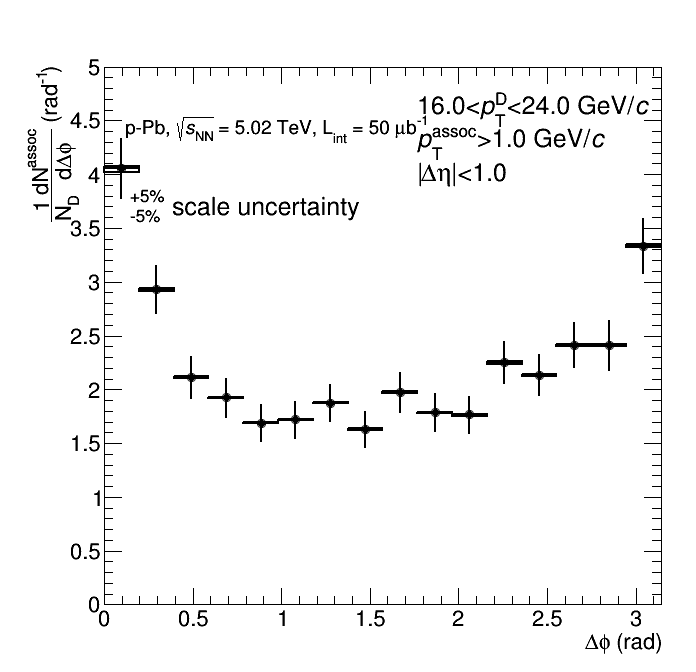 1 dN^assoc / N_D dΔφ (rad⁻¹)
5
4.5
4
3.5
3
2.5
2
1.5
1
0.5
0
p-Pb, √s_NN = 5.02 TeV, L_int = 50 μb⁻¹
16.0<p_T^D<24.0 GeV/c
p_T^assoc>1.0 GeV/c
|Δη|<1.0
+5%
-5% scale uncertainty
0 0.5 1 1.5 2 2.5 3
Δφ (rad)